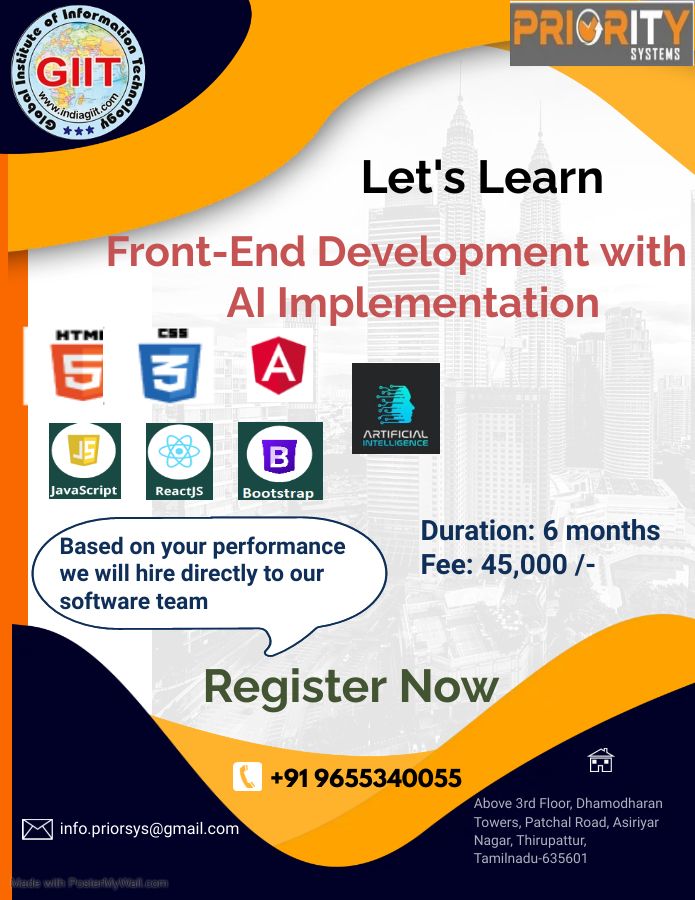 Global Institute of Information Technology
GIIT
www.indiagiit.com
PRIORITY
SYSTEMS
Let's Learn
Front-End Development with
AI Implementation
HTML
5
CSS
3
A
JS
JavaScript
ReactJS
B
Bootstrap
ARTIFICIAL
INTELLIGENCE
Based on your performance
we will hire directly to our
software team
Duration: 6 months
Fee: 45,000 /-
Register Now
+91 9655340055
info.priorsys@gmail.com
Above 3rd Floor, Dhamodharan
Towers, Patchal Road, Asiriyar
Nagar, Thirupattur,
Tamilnadu-635601
Made with PosterMyWall.com